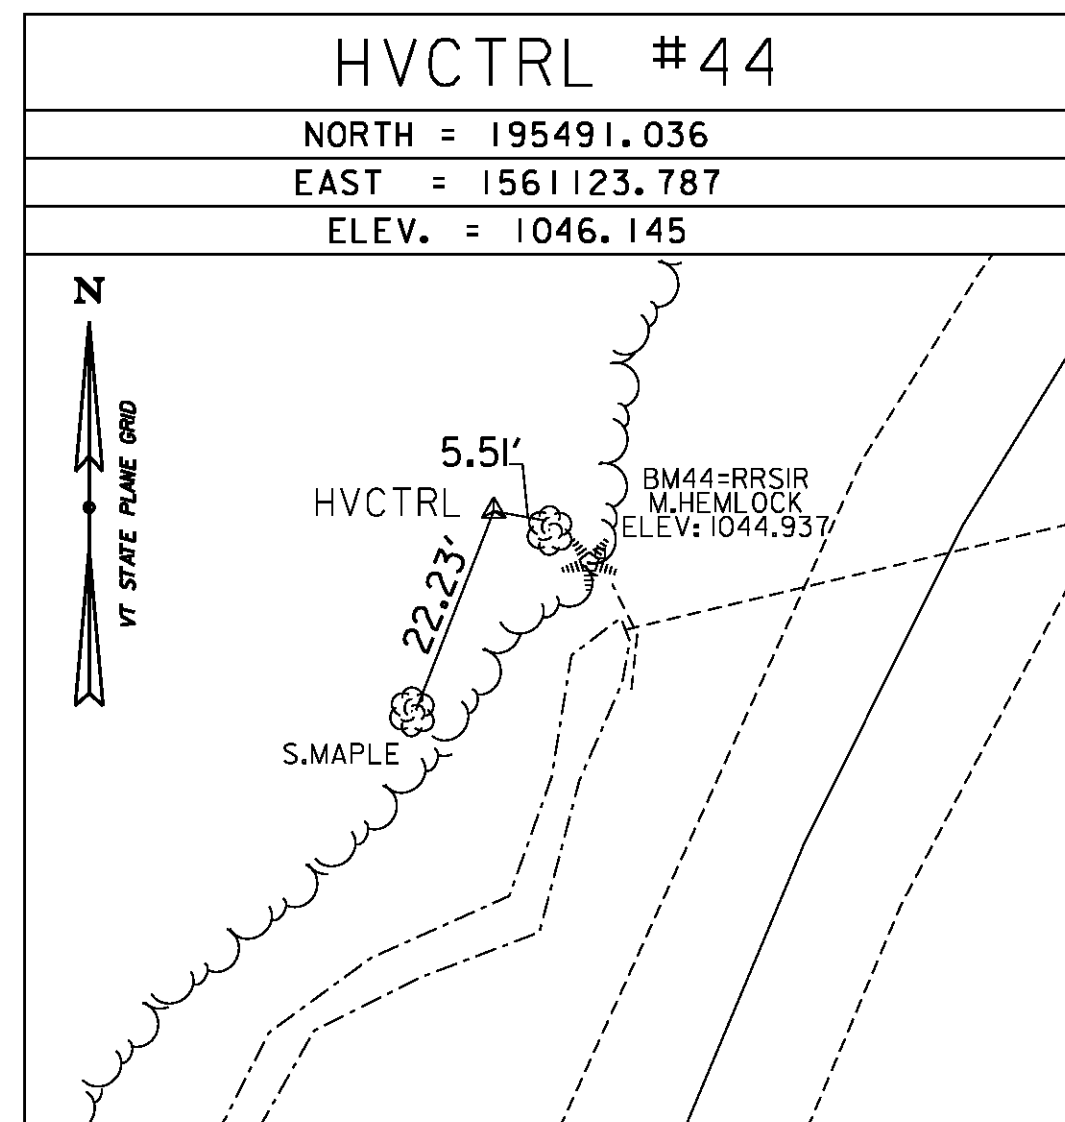 HVCTRL #44
NORTH = 195491.036
EAST = 1561123.787
ELEV. = 1046.145
N
VT STATE PLANE GRID
5.51'
HVCTRL
BM44=RRSIR
M.HEMLOCK
ELEV: 1044.937
22.23'
S.MAPLE